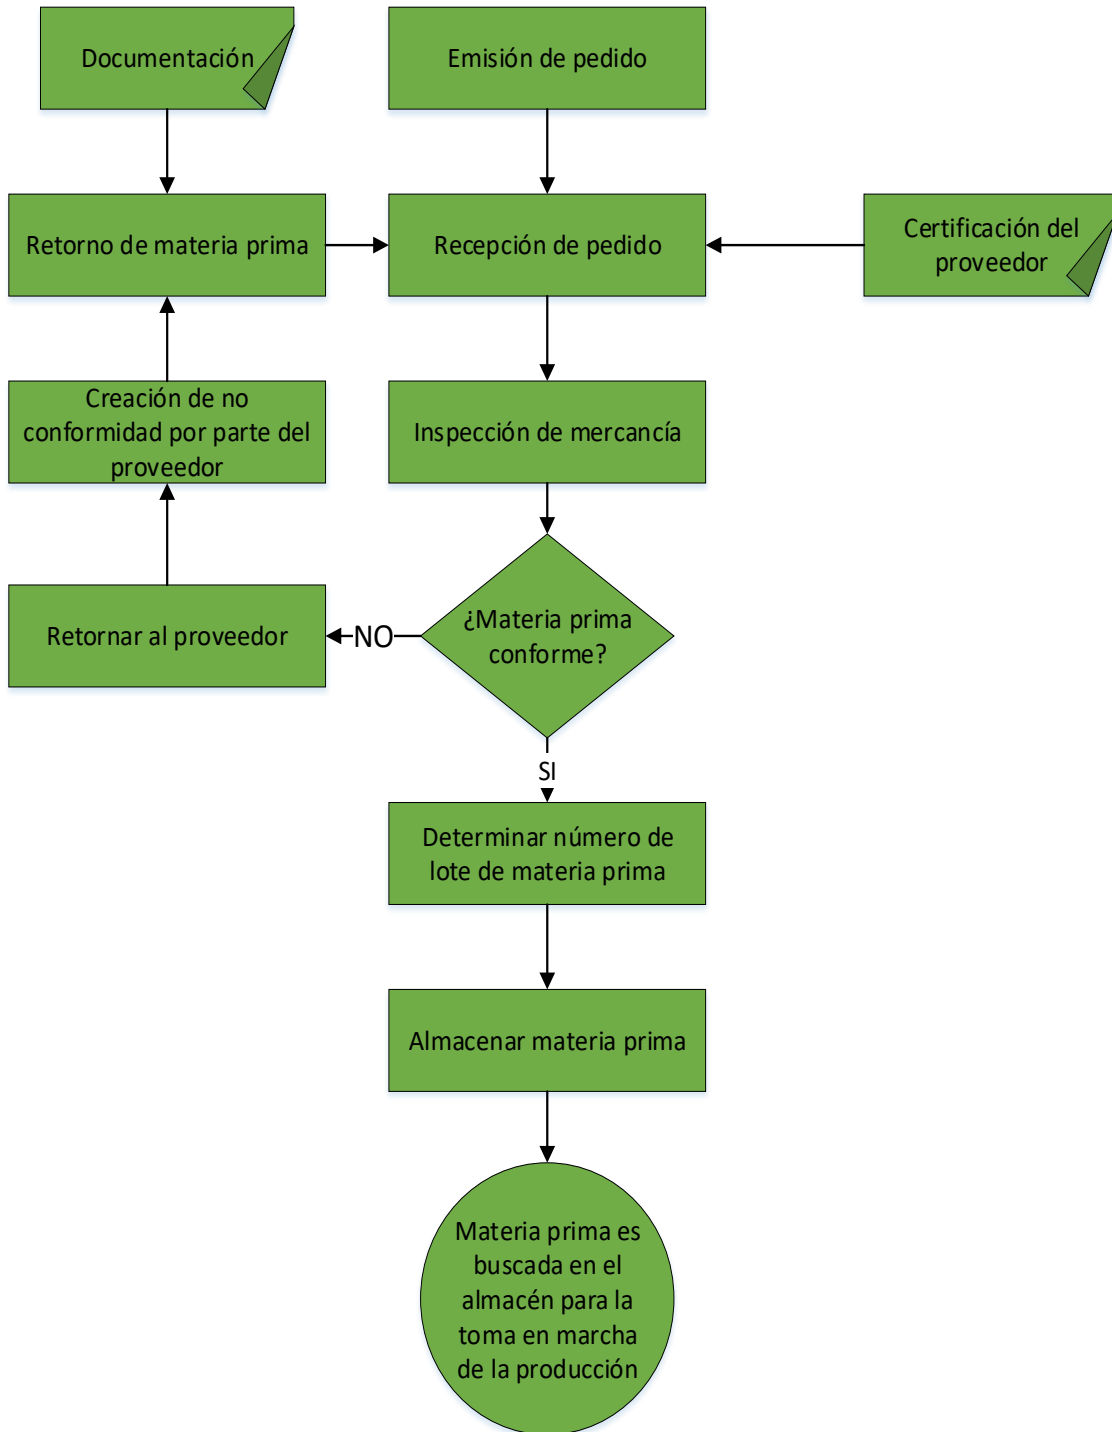 Documentación
Emisión de pedido
Retorno de materia prima
Recepción de pedido
Certificación del
proveedor
Creación de no
conformidad por parte del
proveedor
Inspección de mercancía
Retornar al proveedor
NO
¿Materia prima
conforme?
SI
Determinar número de
lote de materia prima
Almacenar materia prima
Materia prima es
buscada en el
almacén para la
toma en marcha
de la producción